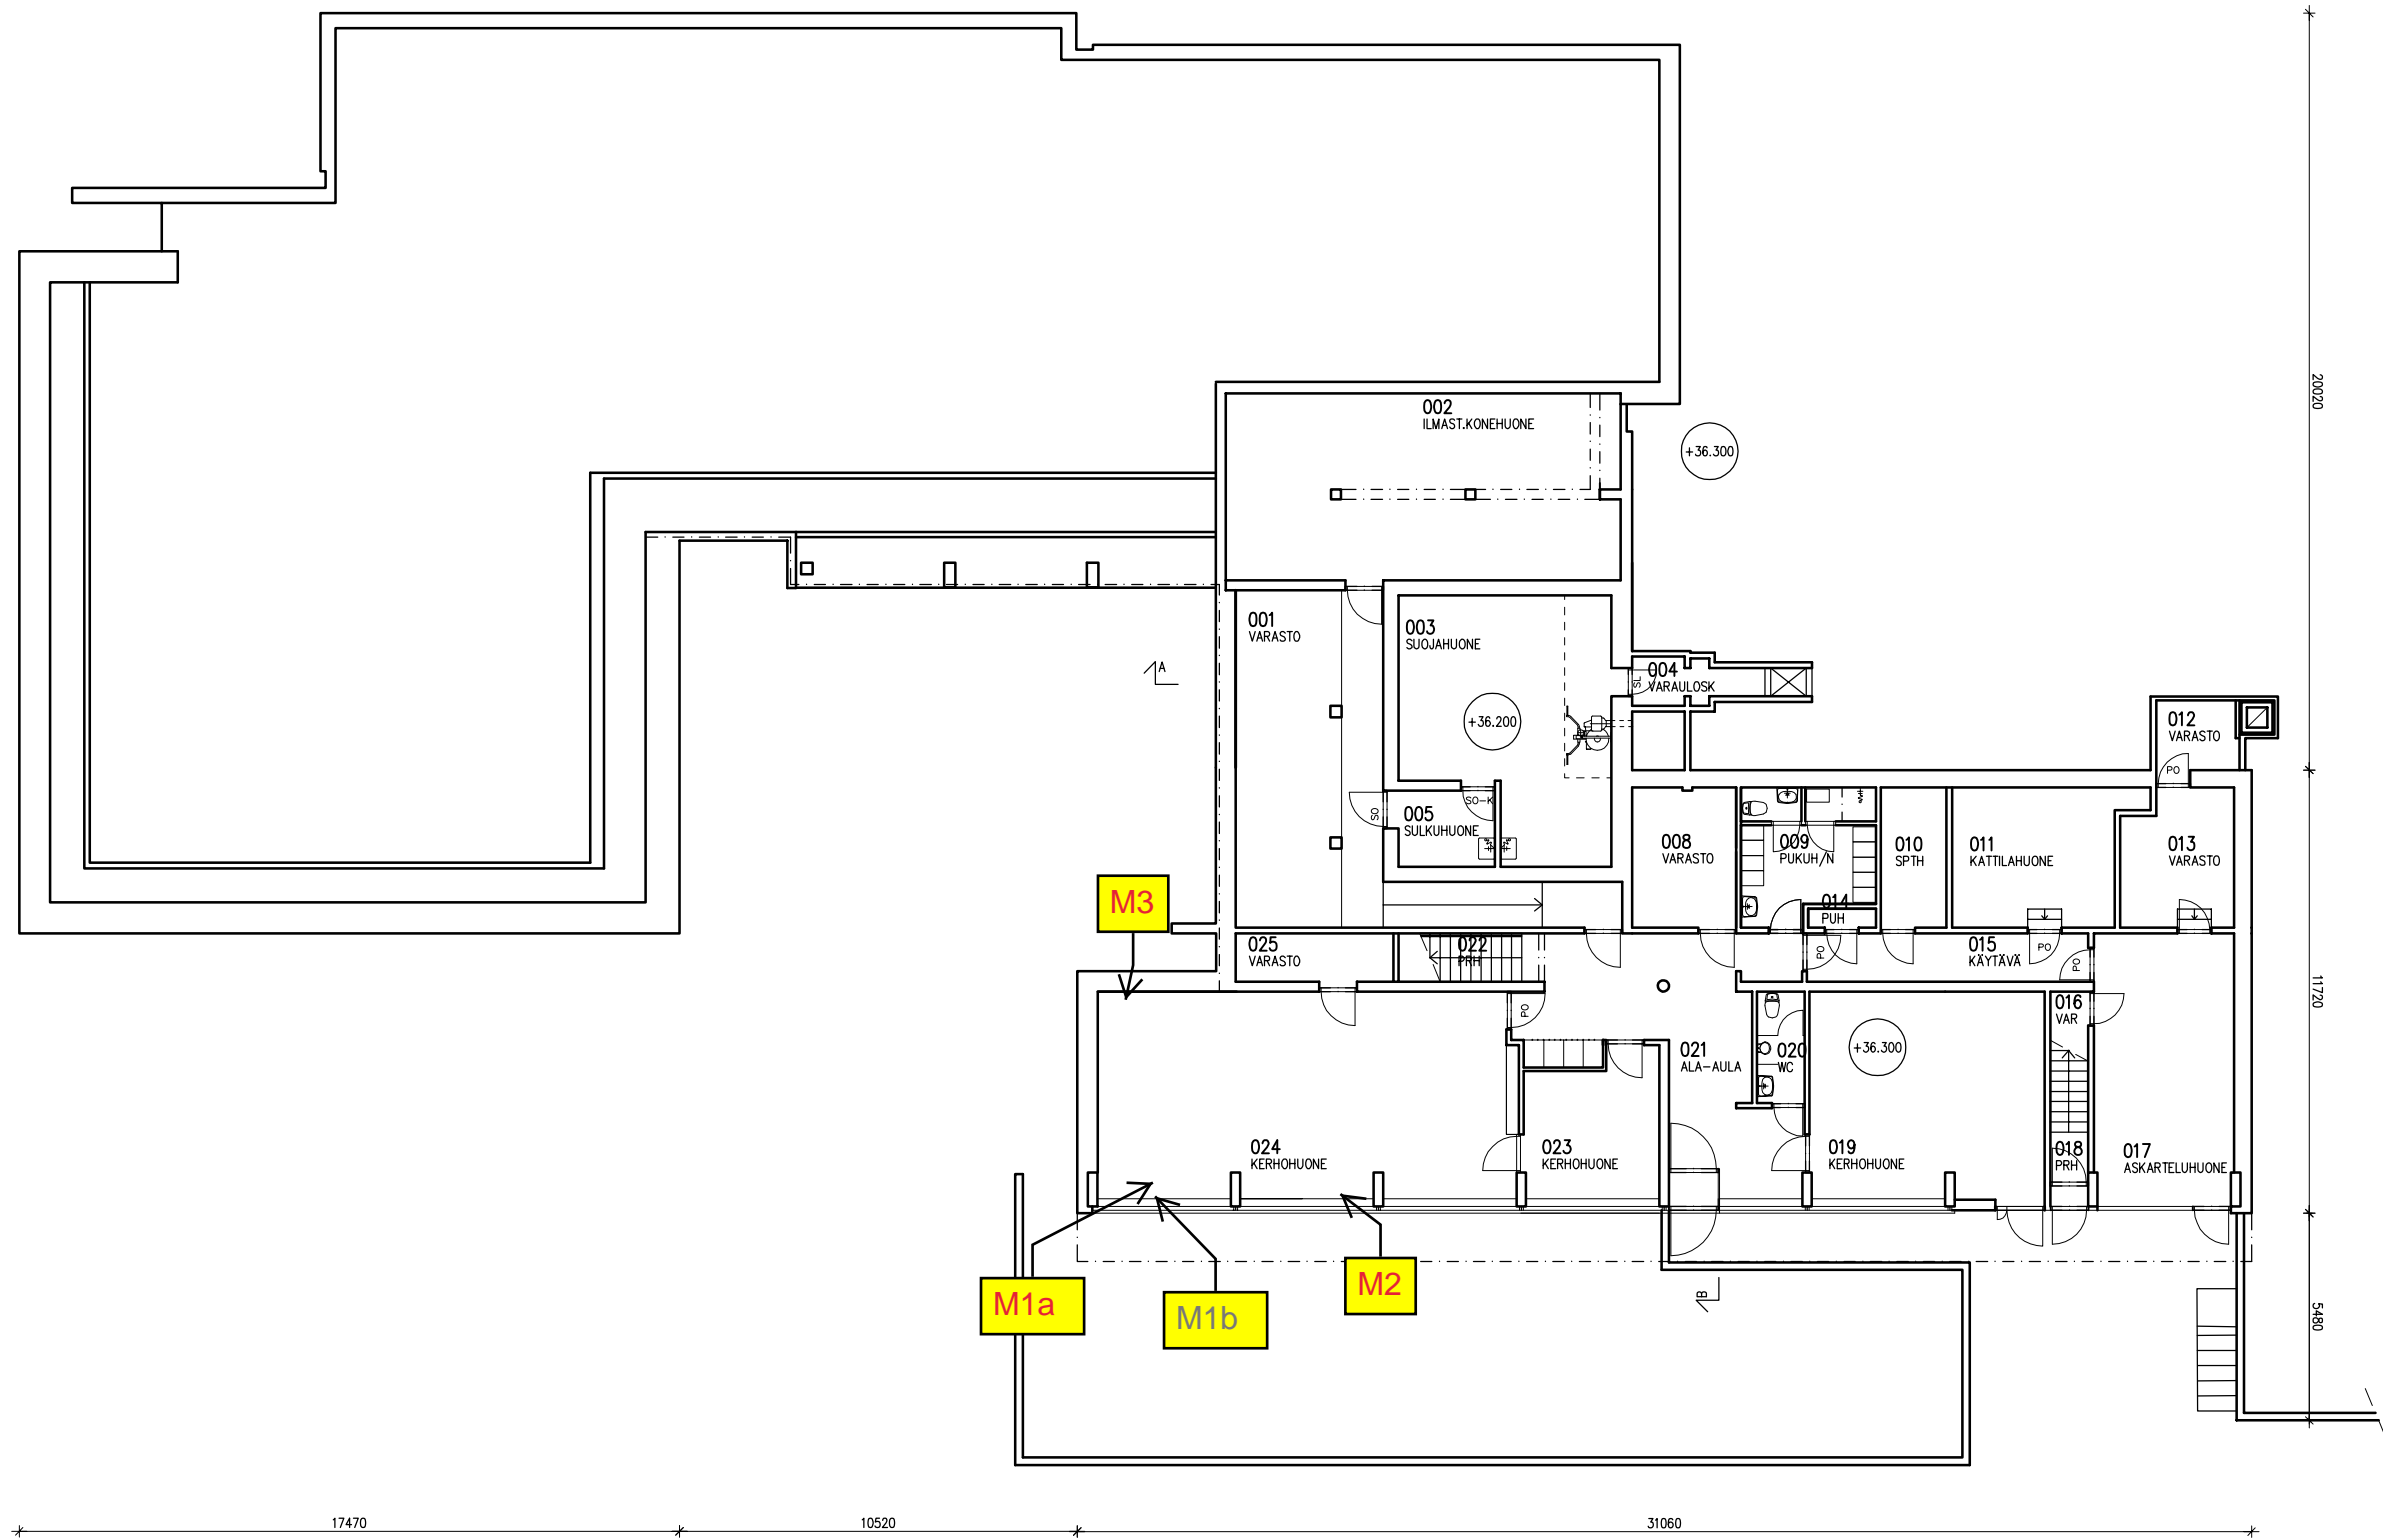 20020
002
ILMAST.KONEHUONE
+36.300
001
VARASTO
003
SUOJAHUONE
A
004
VARAULOSK
SL
+36.200
012
VARASTO
PO
SO-K
SO
005
SULKUHUONE
008
VARASTO
009
PUKUH/N
010
SPTH
011
KATTILAHUONE
013
VARASTO
M3
014
PUH
025
VARASTO
022
PRH
015
KÄYTÄVÄ
PO
PO
PO
11720
016
VAR
PO
021
ALA-AULA
020
WC
+36.300
024
KERHOHUONE
023
KERHOHUONE
019
KERHOHUONE
018
PRH
017
ASKARTELUHUONE
M1a
M1b
M2
B
5480
17470
10520
31060